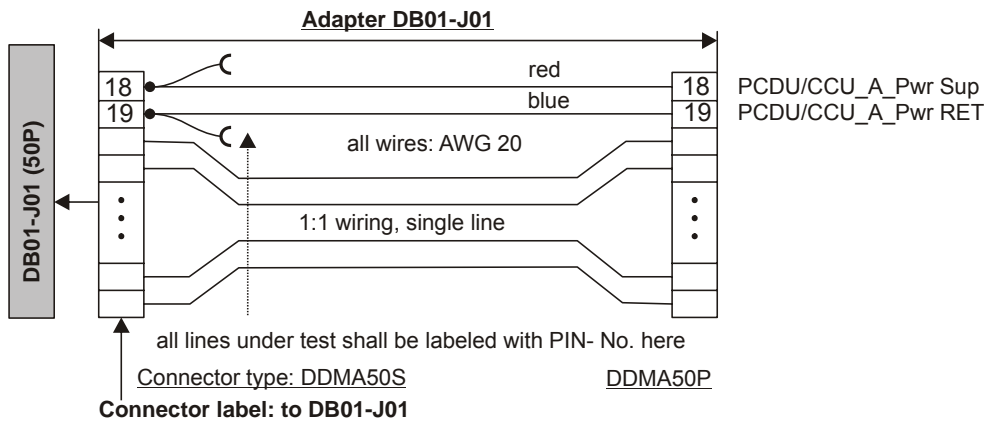 Adapter DB01-J01
red
18
18
PCDU/CCU_A_Pwr Sup
blue
19
19
PCDU/CCU_A_Pwr RET
all wires: AWG 20
DB01-J01 (50P)
1:1 wiring, single line
all lines under test shall be labeled with PIN- No. here
Connector type: DDMA50S
DDMA50P
Connector label: to DB01-J01